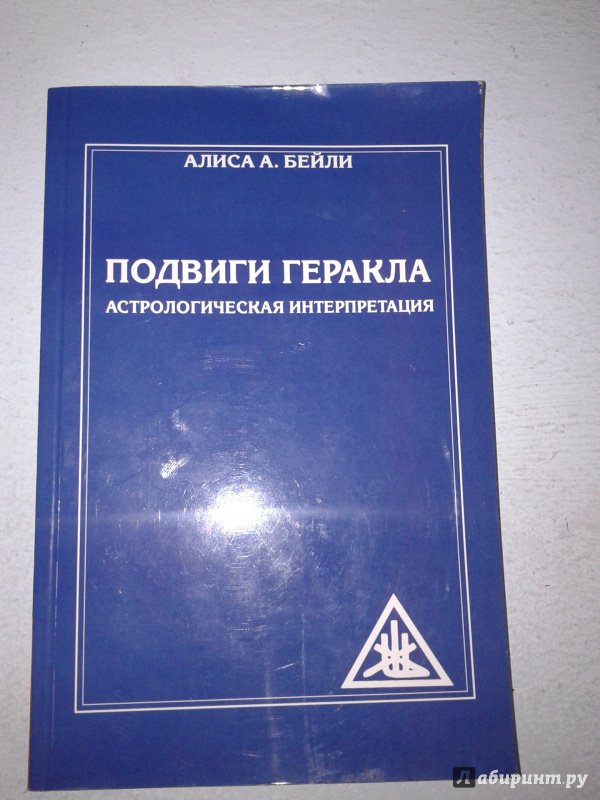 АЛИСА А. БЕЙЛИ
ПОДВИГИ ГЕРАКЛА
АСТРОЛОГИЧЕСКАЯ ИНТЕРПРЕТАЦИЯ
Лабиринт.ру